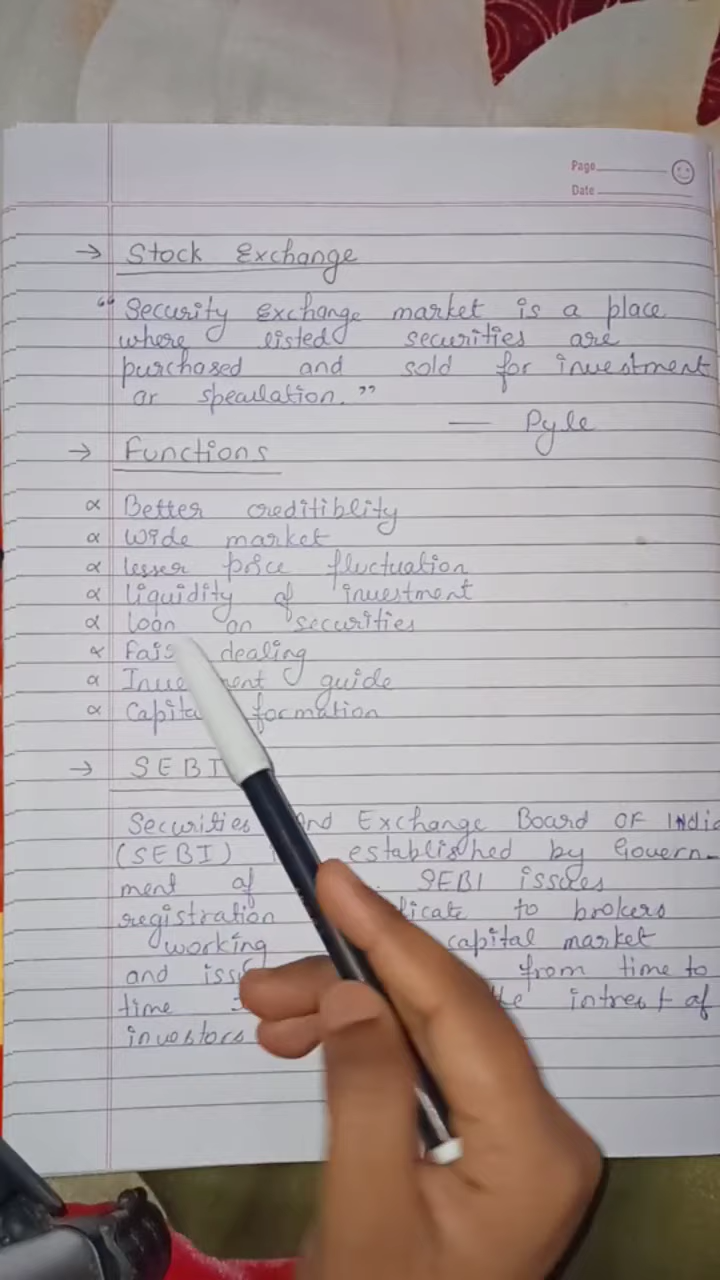 Page
Date
→ Stock Exchange
“Security Exchange market is a place
where listed securities are
purchased and sold for investment
or speculation.”
— Pyle
→ Functions
α Better creditiblity
α Wide market
α lesser price fluctuation
α liquidity of investment
α loan on securities
α Fair dealing
α guide
α formation
→ SEBI
Securities and Exchange Board OF India
(SEBI) established by Govern-
ment of SEBI issues
registration to brokers
working capital market
and from time to
time the intrest of
investors